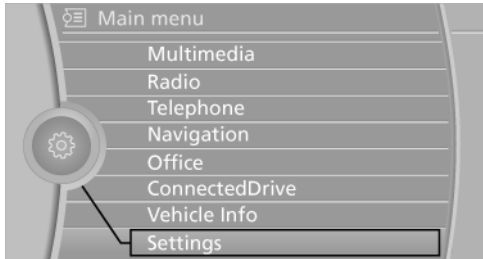 Main menu
Multimedia
Radio
Telephone
Navigation
Office
ConnectedDrive
Vehicle Info
Settings